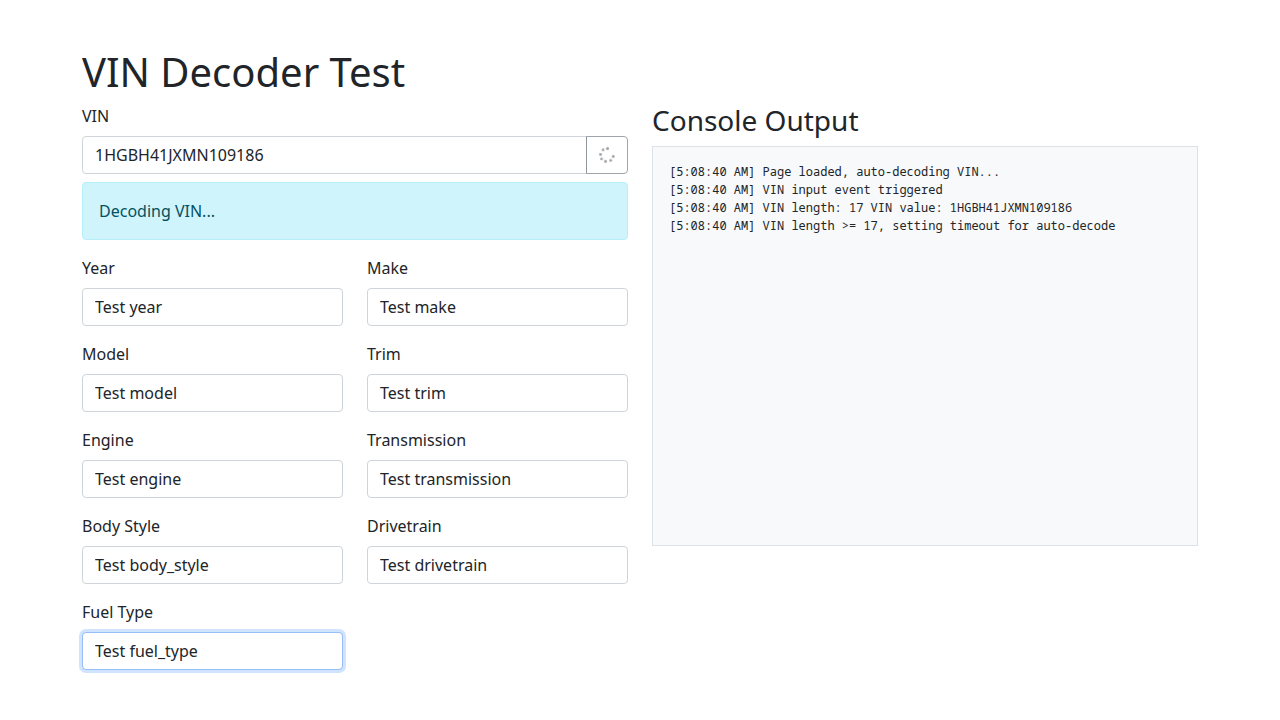 VIN Decoder Test
VIN
1HGBH41JXMN109186
Decoding VIN...
Year
Make
Test year
Test make
Model
Trim
Test model
Test trim
Engine
Transmission
Test engine
Test transmission
Body Style
Drivetrain
Test body_style
Test drivetrain
Fuel Type
Test fuel_type
Console Output
[5:08:40 AM] Page loaded, auto-decoding VIN...
[5:08:40 AM] VIN input event triggered
[5:08:40 AM] VIN length: 17 VIN value: 1HGBH41JXMN109186
[5:08:40 AM] VIN length >= 17, setting timeout for auto-decode